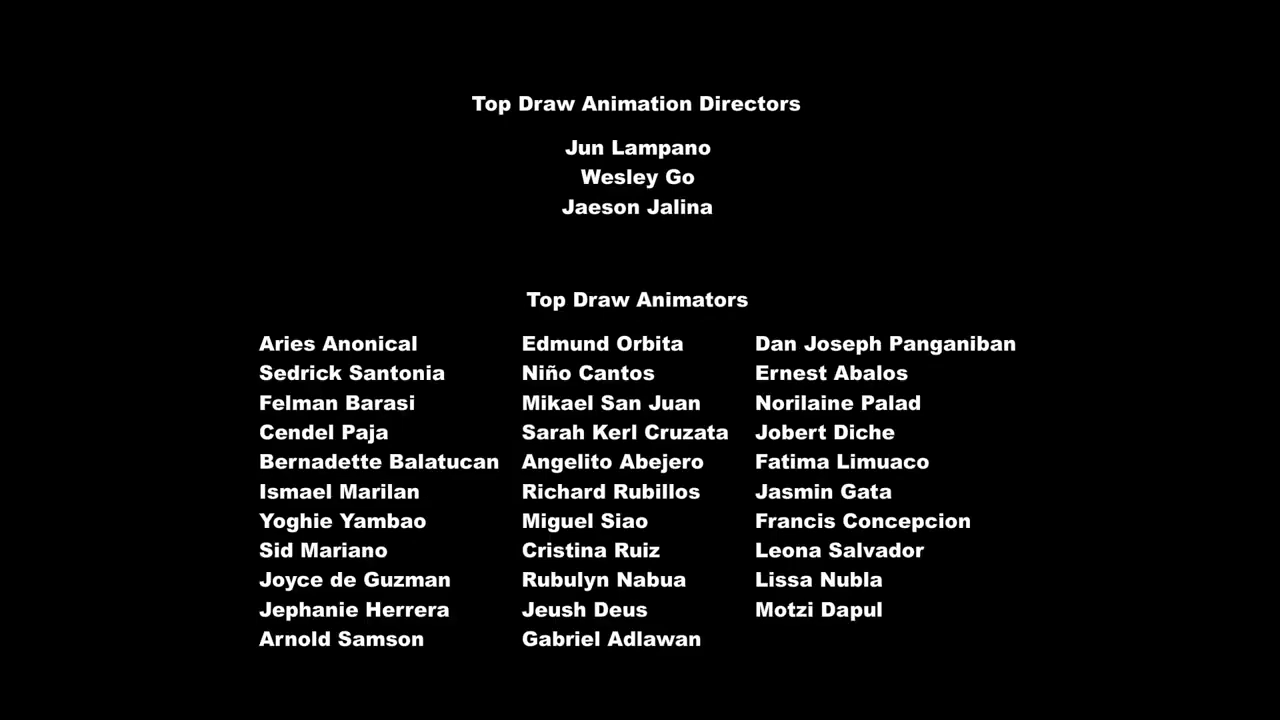 Top Draw Animation Directors
Jun Lampano
Wesley Go
Jaeson Jalina
Top Draw Animators
Aries Anonical Edmund Orbita Dan Joseph Panganiban
Sedrick Santonia Niño Cantos Ernest Abalos
Felman Barasi Mikael San Juan Norilaine Palad
Cendel Paja Sarah Kerl Cruzata Jobert Diche
Bernadette Balatucan Angelito Abejero Fatima Limuaco
Ismael Marilan Richard Rubillos Jasmin Gata
Yoghie Yambao Miguel Siao Francis Concepcion
Sid Mariano Cristina Ruiz Leona Salvador
Joyce de Guzman Rubulyn Nabua Lissa Nubla
Jephanie Herrera Jeush Deus Motzi Dapul
Arnold Samson Gabriel Adlawan